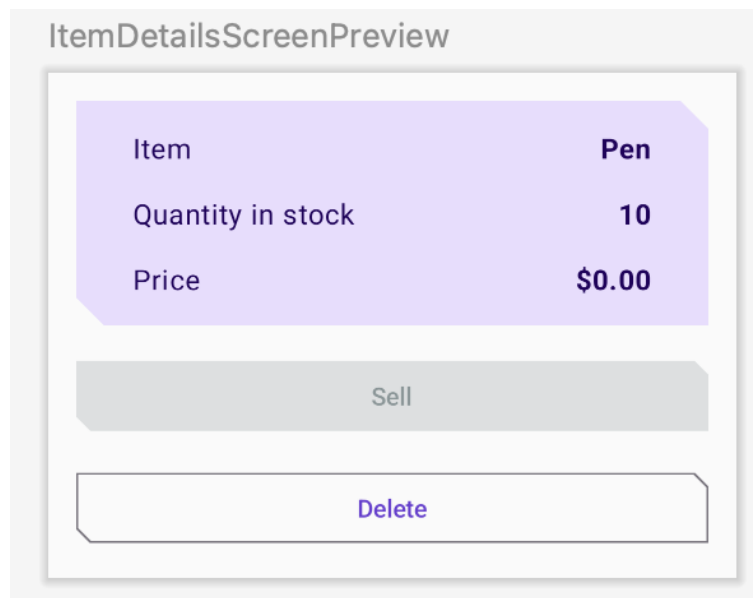 ItemDetailsScreenPreview
Item Pen
Quantity in stock 10
Price $0.00
Sell
Delete